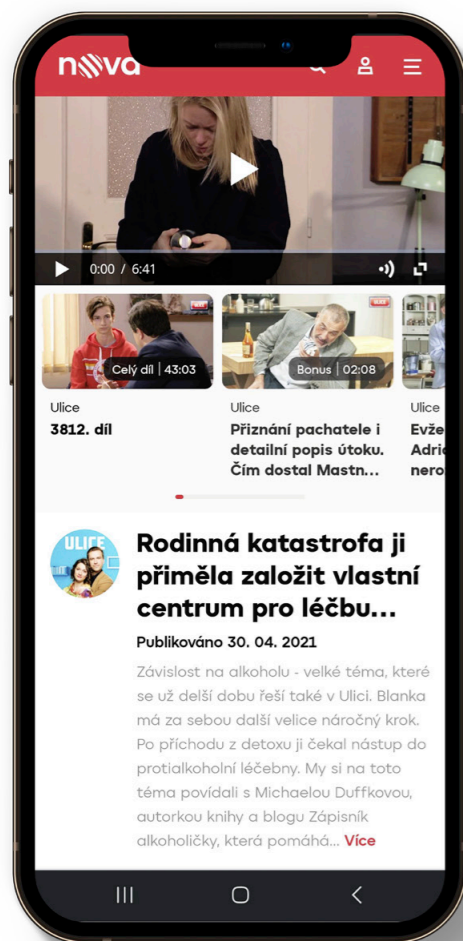 nova
0:00 / 6:41
Celý díl | 43:03
Bonus | 02:08
Ulice
3812. díl
Ulice
Přiznání pachatele i
detailní popis útoku.
Čím dostal Mastn...
Ulice
Evže
Adri
nero
ULICE
Rodinná katastrofa ji
přiměla založit vlastní
centrum pro léčbu...
Publikováno 30. 04. 2021
Závislost na alkoholu - velké téma, které
se už delší dobu řeší také v Ulici. Blanka
má za sebou další velice náročný krok.
Po příchodu z detoxu ji čekal nástup do
protialkoholní léčebny. My si na toto
téma povídali s Michaelou Duffkovou,
autorkou knihy a blogu Zápisník
alkoholičky, která pomáhá... Více